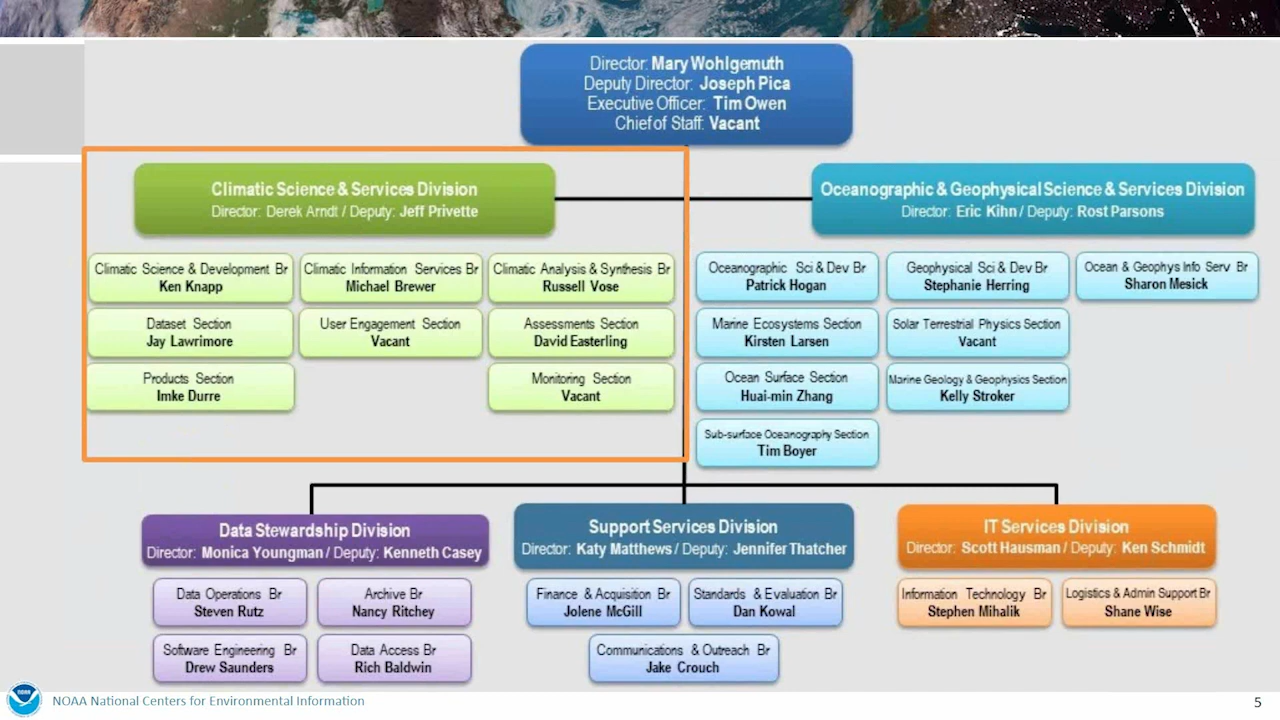 Director: Mary Wohlgemuth
Deputy Director: Joseph Pica
Executive Officer: Tim Owen
Chief of Staff: Vacant
Climatic Science & Services Division
Director: Derek Arndt / Deputy: Jeff Privette
Oceanographic & Geophysical Science & Services Division
Director: Eric Kihn / Deputy: Rost Parsons
Climatic Science & Development Br
Ken Knapp
Climatic Information Services Br
Michael Brewer
Climatic Analysis & Synthesis Br
Russell Vose
Oceanographic Sci & Dev Br
Patrick Hogan
Geophysical Sci & Dev Br
Stephanie Herring
Ocean & Geophys Info Serv Br
Sharon Mesick
Dataset Section
Jay Lawrimore
User Engagement Section
Vacant
Assessments Section
David Easterling
Marine Ecosystems Section
Kirsten Larsen
Solar Terrestrial Physics Section
Vacant
Products Section
Imke Durre
Monitoring Section
Vacant
Ocean Surface Section
Huai-min Zhang
Marine Geology & Geophysics Section
Kelly Stroker
Sub-surface Oceanography Section
Tim Boyer
Data Stewardship Division
Director: Monica Youngman / Deputy: Kenneth Casey
Support Services Division
Director: Katy Matthews / Deputy: Jennifer Thatcher
IT Services Division
Director: Scott Hausman / Deputy: Ken Schmidt
Data Operations Br
Steven Rutz
Archive Br
Nancy Ritchey
Finance & Acquisition Br
Jolene McGill
Standards & Evaluation Br
Dan Kowal
Information Technology Br
Stephen Mihalik
Logistics & Admin Support Br
Shane Wise
Software Engineering Br
Drew Saunders
Data Access Br
Rich Baldwin
Communications & Outreach Br
Jake Crouch
NOAA
NOAA National Centers for Environmental Information
5